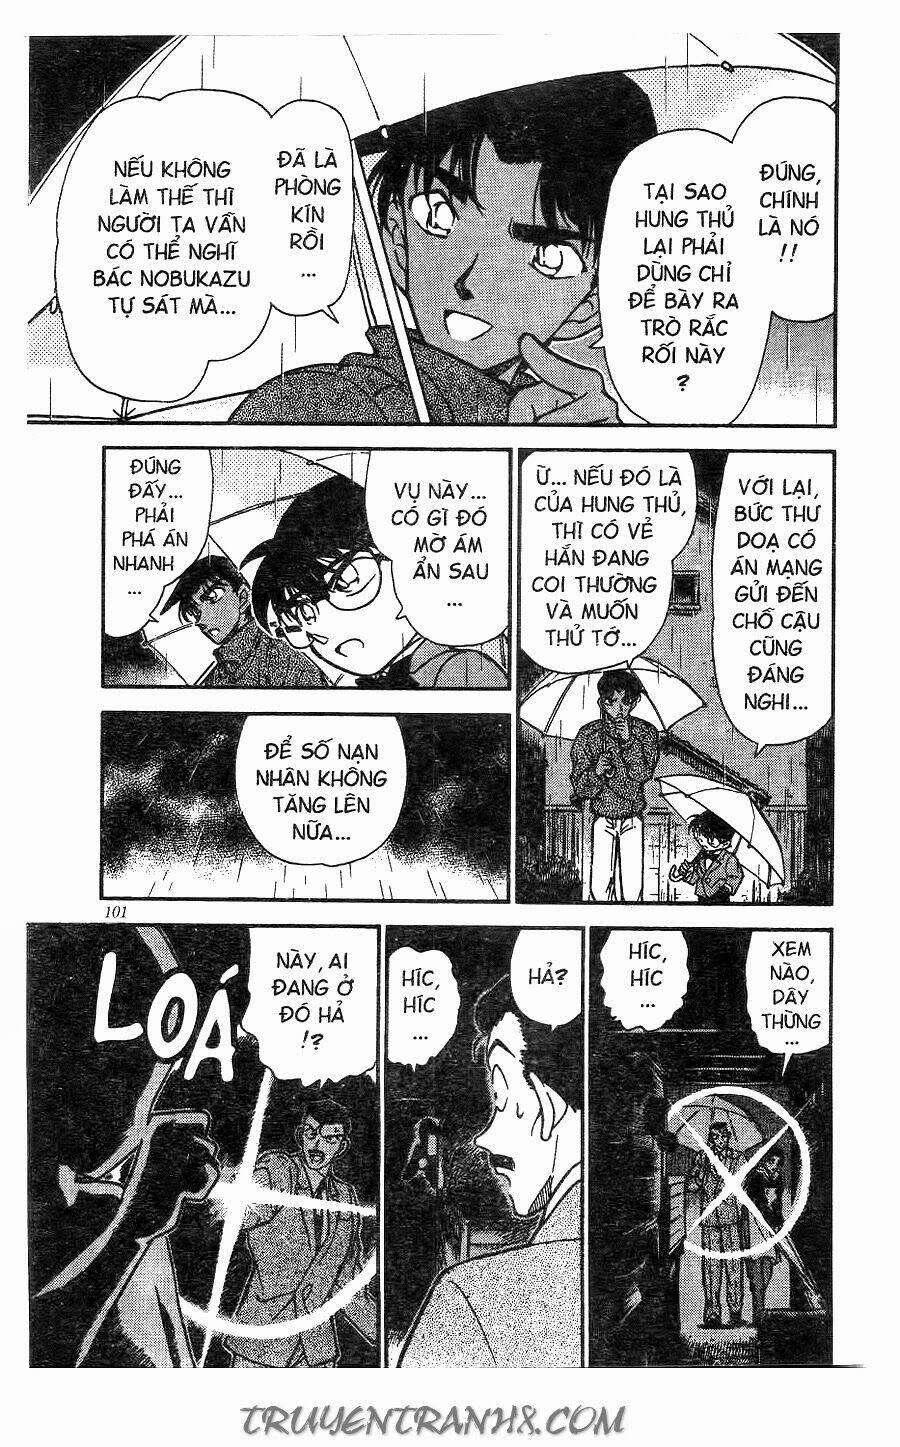 ĐÚNG,
CHÍNH
LÀ NÓ
!!
TẠI SAO
HUNG THỦ
LẠI PHẢI
DÙNG CHỈ
ĐỂ BÀY RA
TRÒ RẮC
RỐI NÀY
?
ĐÃ LÀ
PHÒNG
KÍN
RỒI
...
NẾU KHÔNG
LÀM THẾ THÌ
NGƯỜI TA VẪN
CÓ THỂ NGHĨ
BÁC NOBUKAZU
TỰ SÁT MÀ...
VỚI LẠI,
BỨC THƯ
DOẠ CÓ
ÁN MẠNG
GỬI ĐẾN
CHỖ CẬU
CŨNG
ĐÁNG
NGHI...
Ừ... NẾU ĐÓ LÀ
CỦA HUNG THỦ,
THÌ CÓ VẺ
HẮN ĐANG
COI THƯỜNG
VÀ MUỐN
THỬ TỚ...
VỤ NÀY...
CÓ GÌ ĐÓ
MỜ ÁM
ẨN SAU
...
ĐÚNG
ĐẤY...
PHẢI
PHÁ ÁN
NHANH
...
ĐỂ SỐ NẠN
NHÂN KHÔNG
TĂNG LÊN
NỮA...
101
XEM
NÀO,
DÂY
THỪNG
...
HÍC,
HÍC
...
HẢ?
HÍC,
HÍC
...
NÀY, AI
ĐANG Ở
ĐÓ HẢ
!?
LOẠÁ
TRUYENTRANH8.COM